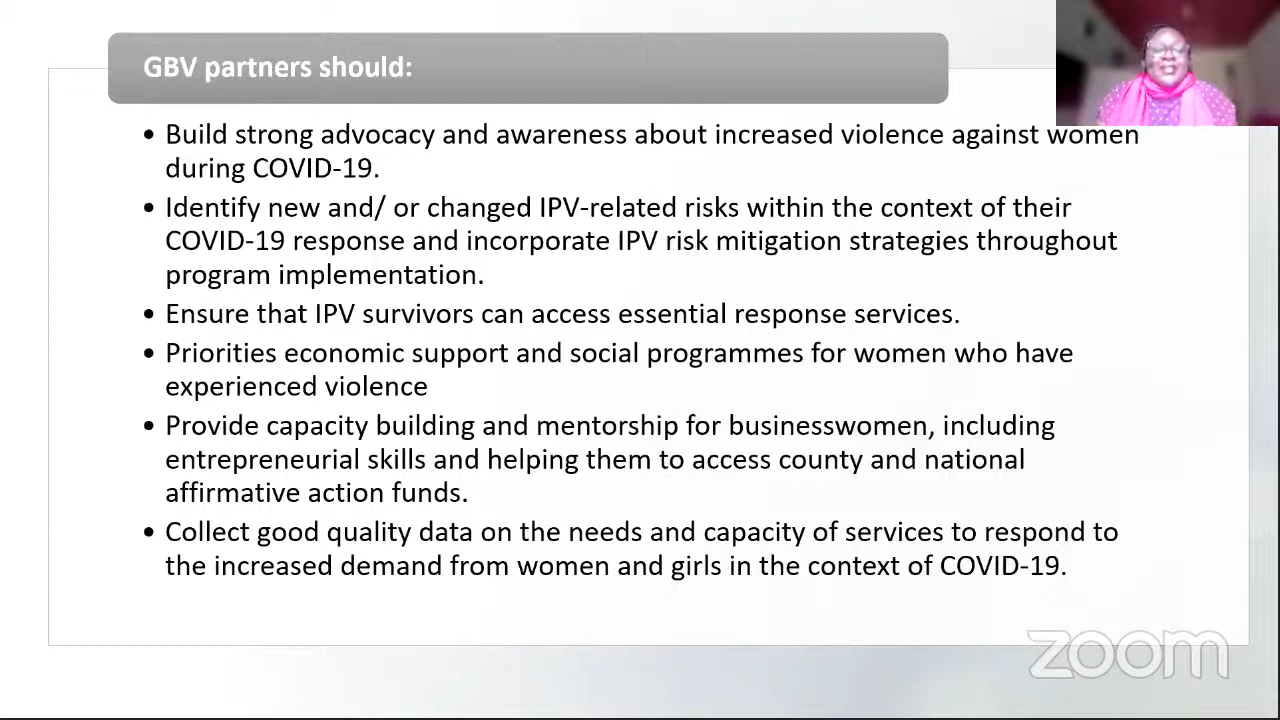 GBV partners should:
• Build strong advocacy and awareness about increased violence against women
during COVID-19.
• Identify new and/ or changed IPV-related risks within the context of their
COVID-19 response and incorporate IPV risk mitigation strategies throughout
program implementation.
• Ensure that IPV survivors can access essential response services.
• Priorities economic support and social programmes for women who have
experienced violence
• Provide capacity building and mentorship for businesswomen, including
entrepreneurial skills and helping them to access county and national
affirmative action funds.
• Collect good quality data on the needs and capacity of services to respond to
the increased demand from women and girls in the context of COVID-19.
zoom